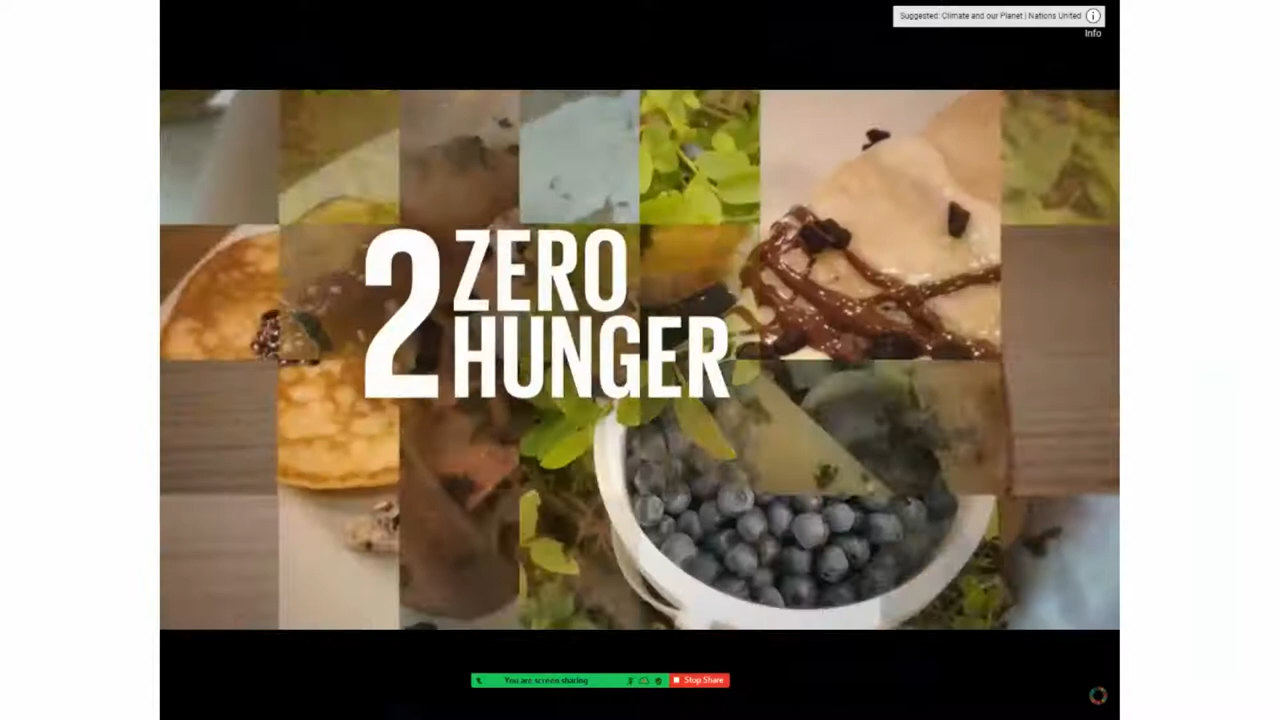 Suggested: Climate and our Planet | Nations United
Info
2 ZERO
HUNGER
You are screen sharing
Stop Share